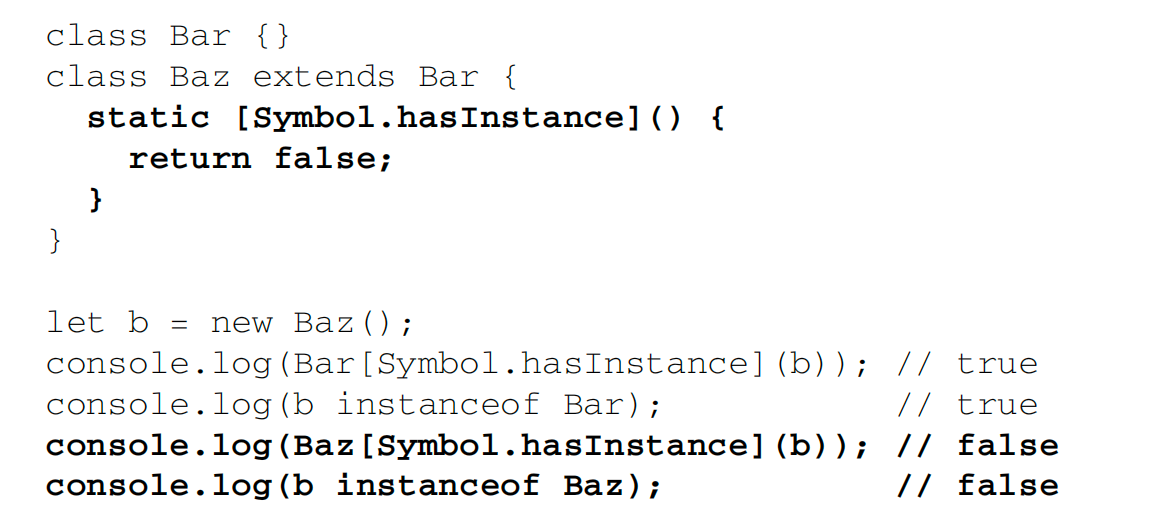 class Bar {}
class Baz extends Bar {
  static [Symbol.hasInstance]() {
    return false;
  }
}

let b = new Baz();
console.log(Bar[Symbol.hasInstance](b)); // true
console.log(b instanceof Bar);           // true
console.log(Baz[Symbol.hasInstance](b)); // false
console.log(b instanceof Baz);           // false